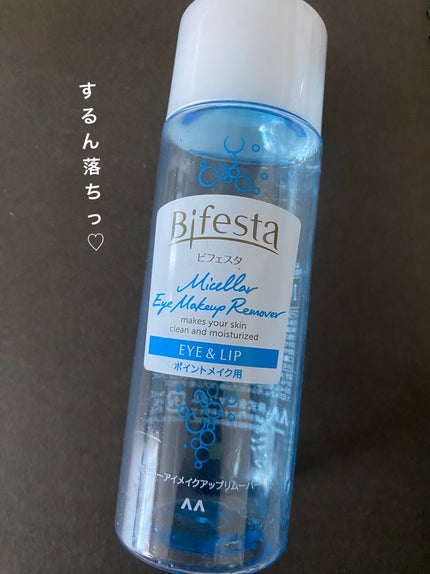 するん落ちっ♡
Bifesta
ビフェスタ
Micellar
Eye Makeup Remover
makes your skin
clean and moisturized
EYE & LIP
ポイントメイク用
ーアイメイクアップリムーバー